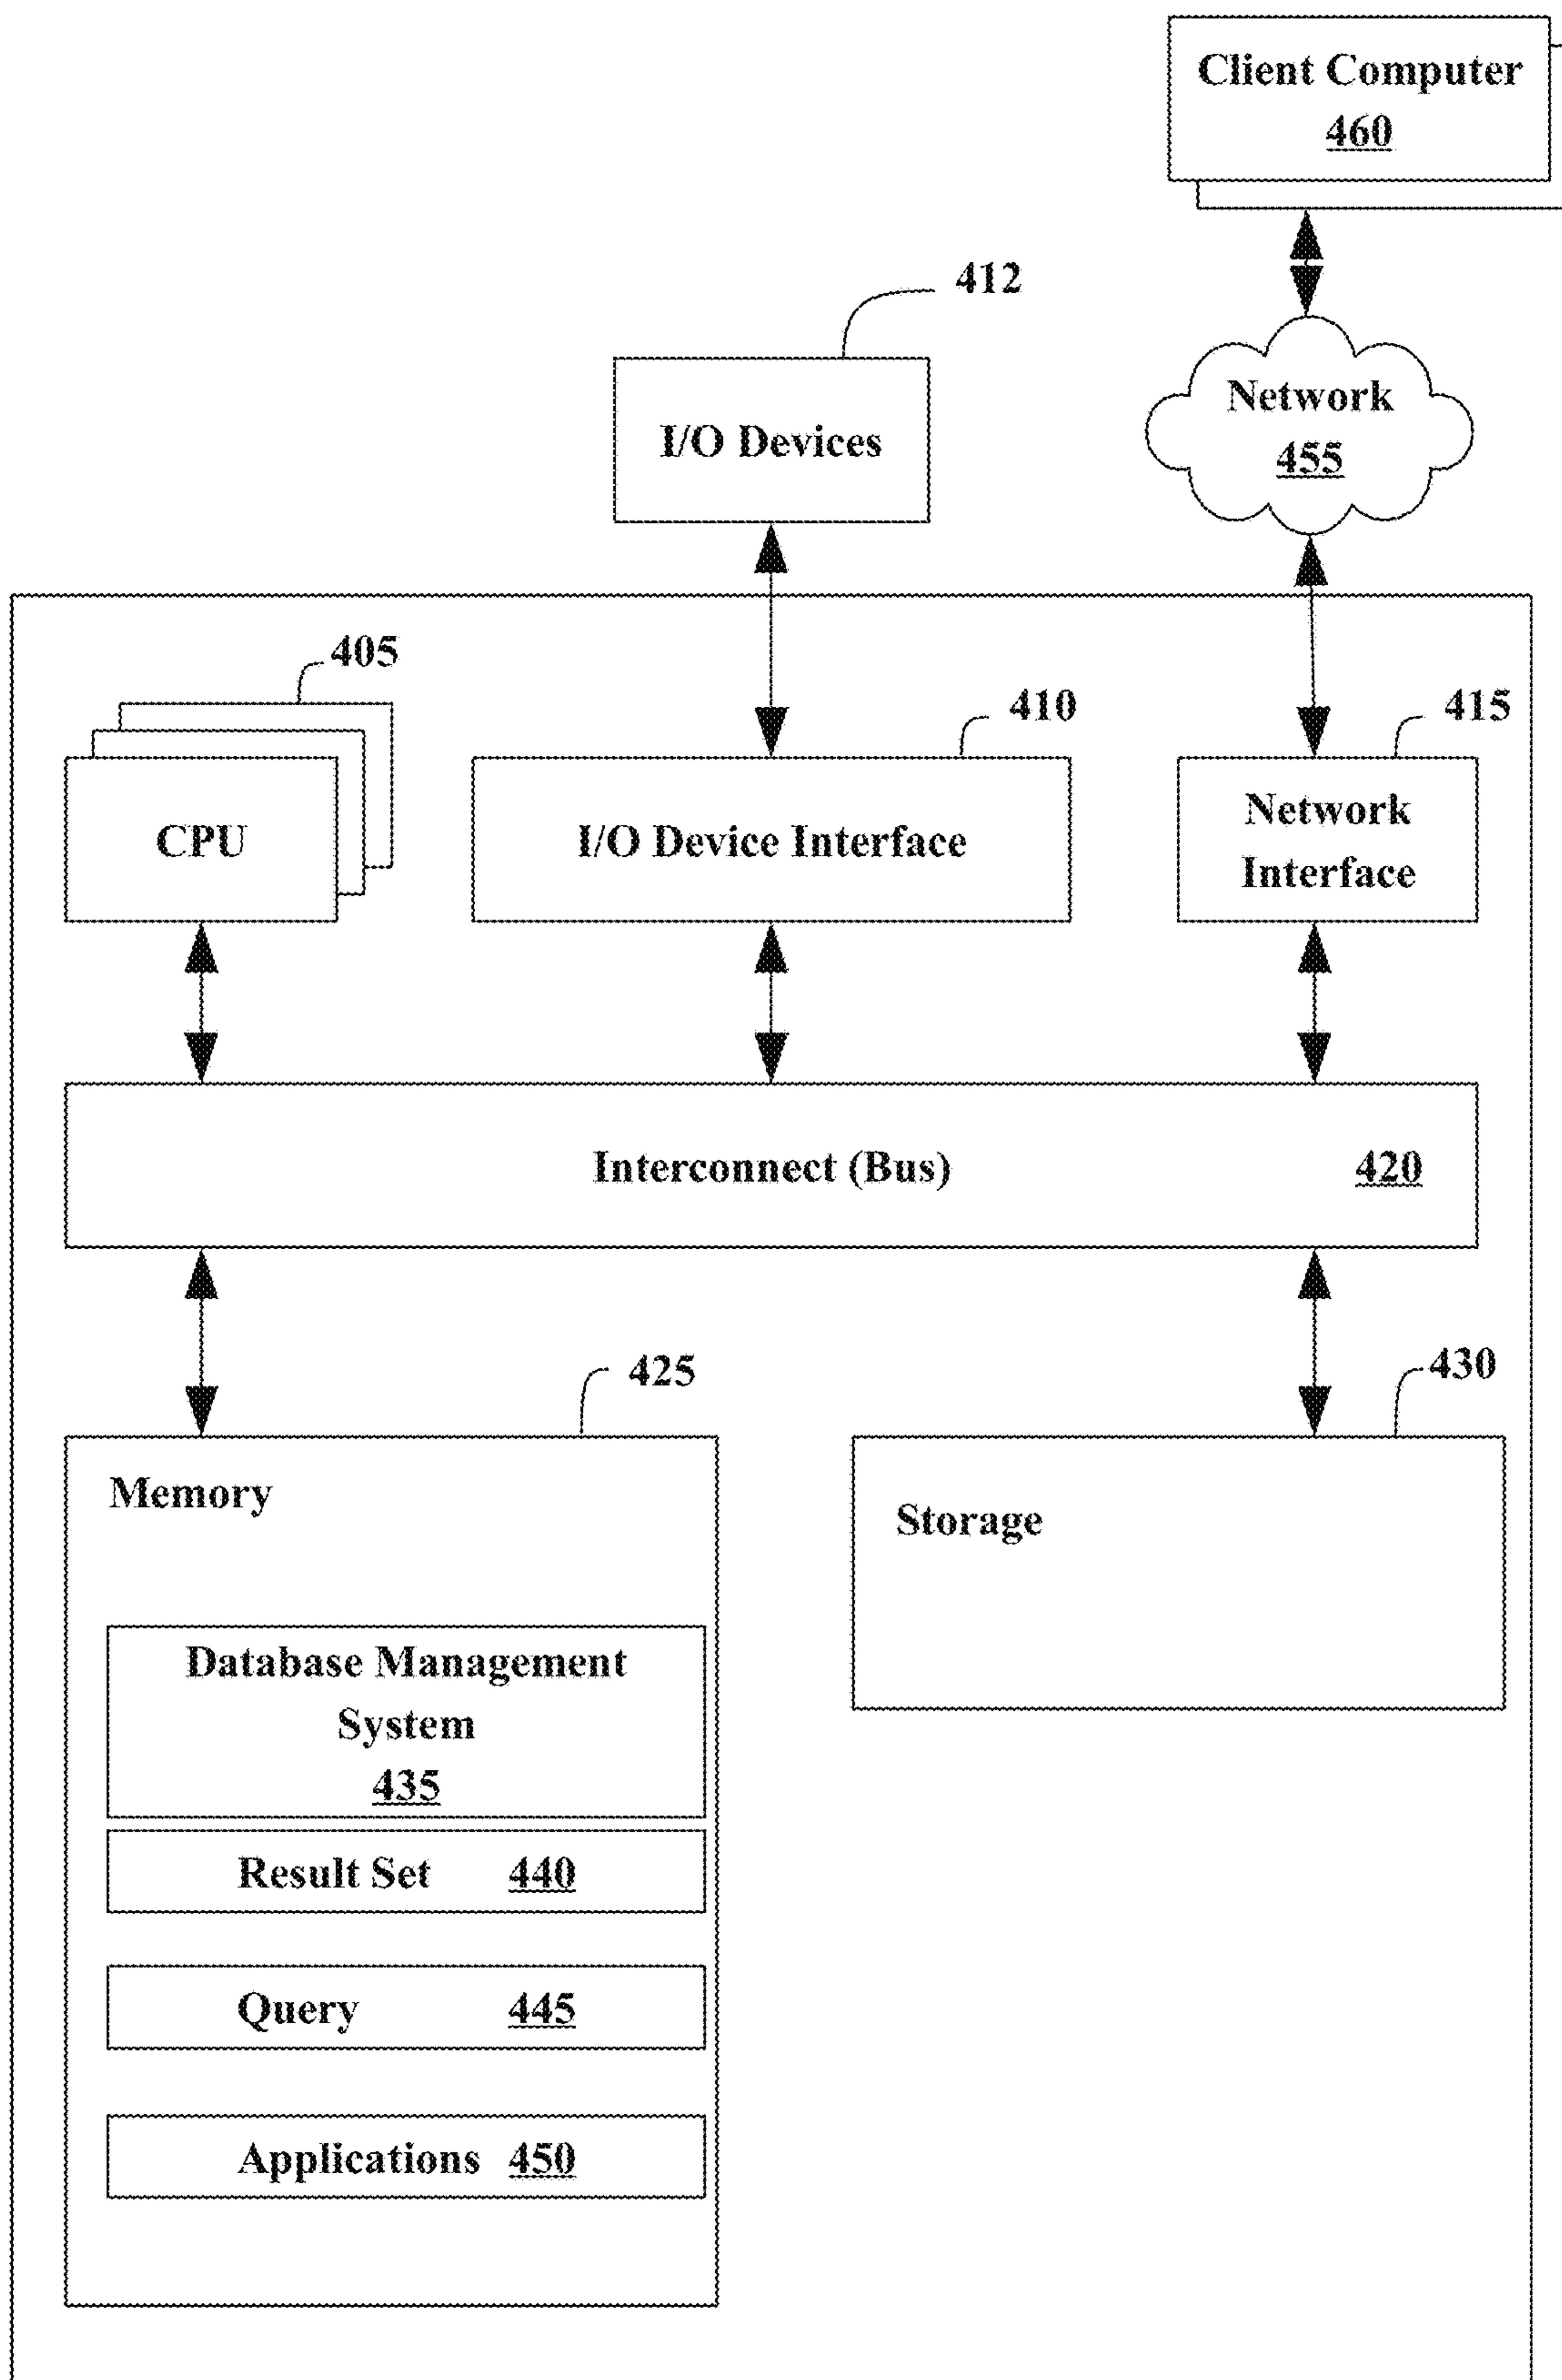 Client Computer
460
412
I/O Devices
Network
455
405
410
415
CPU
I/O Device Interface
Network
Interface
Interconnect (Bus) 420
425
430
Memory
Storage
Database Management
System
435
Result Set 440
Query 445
Applications 450